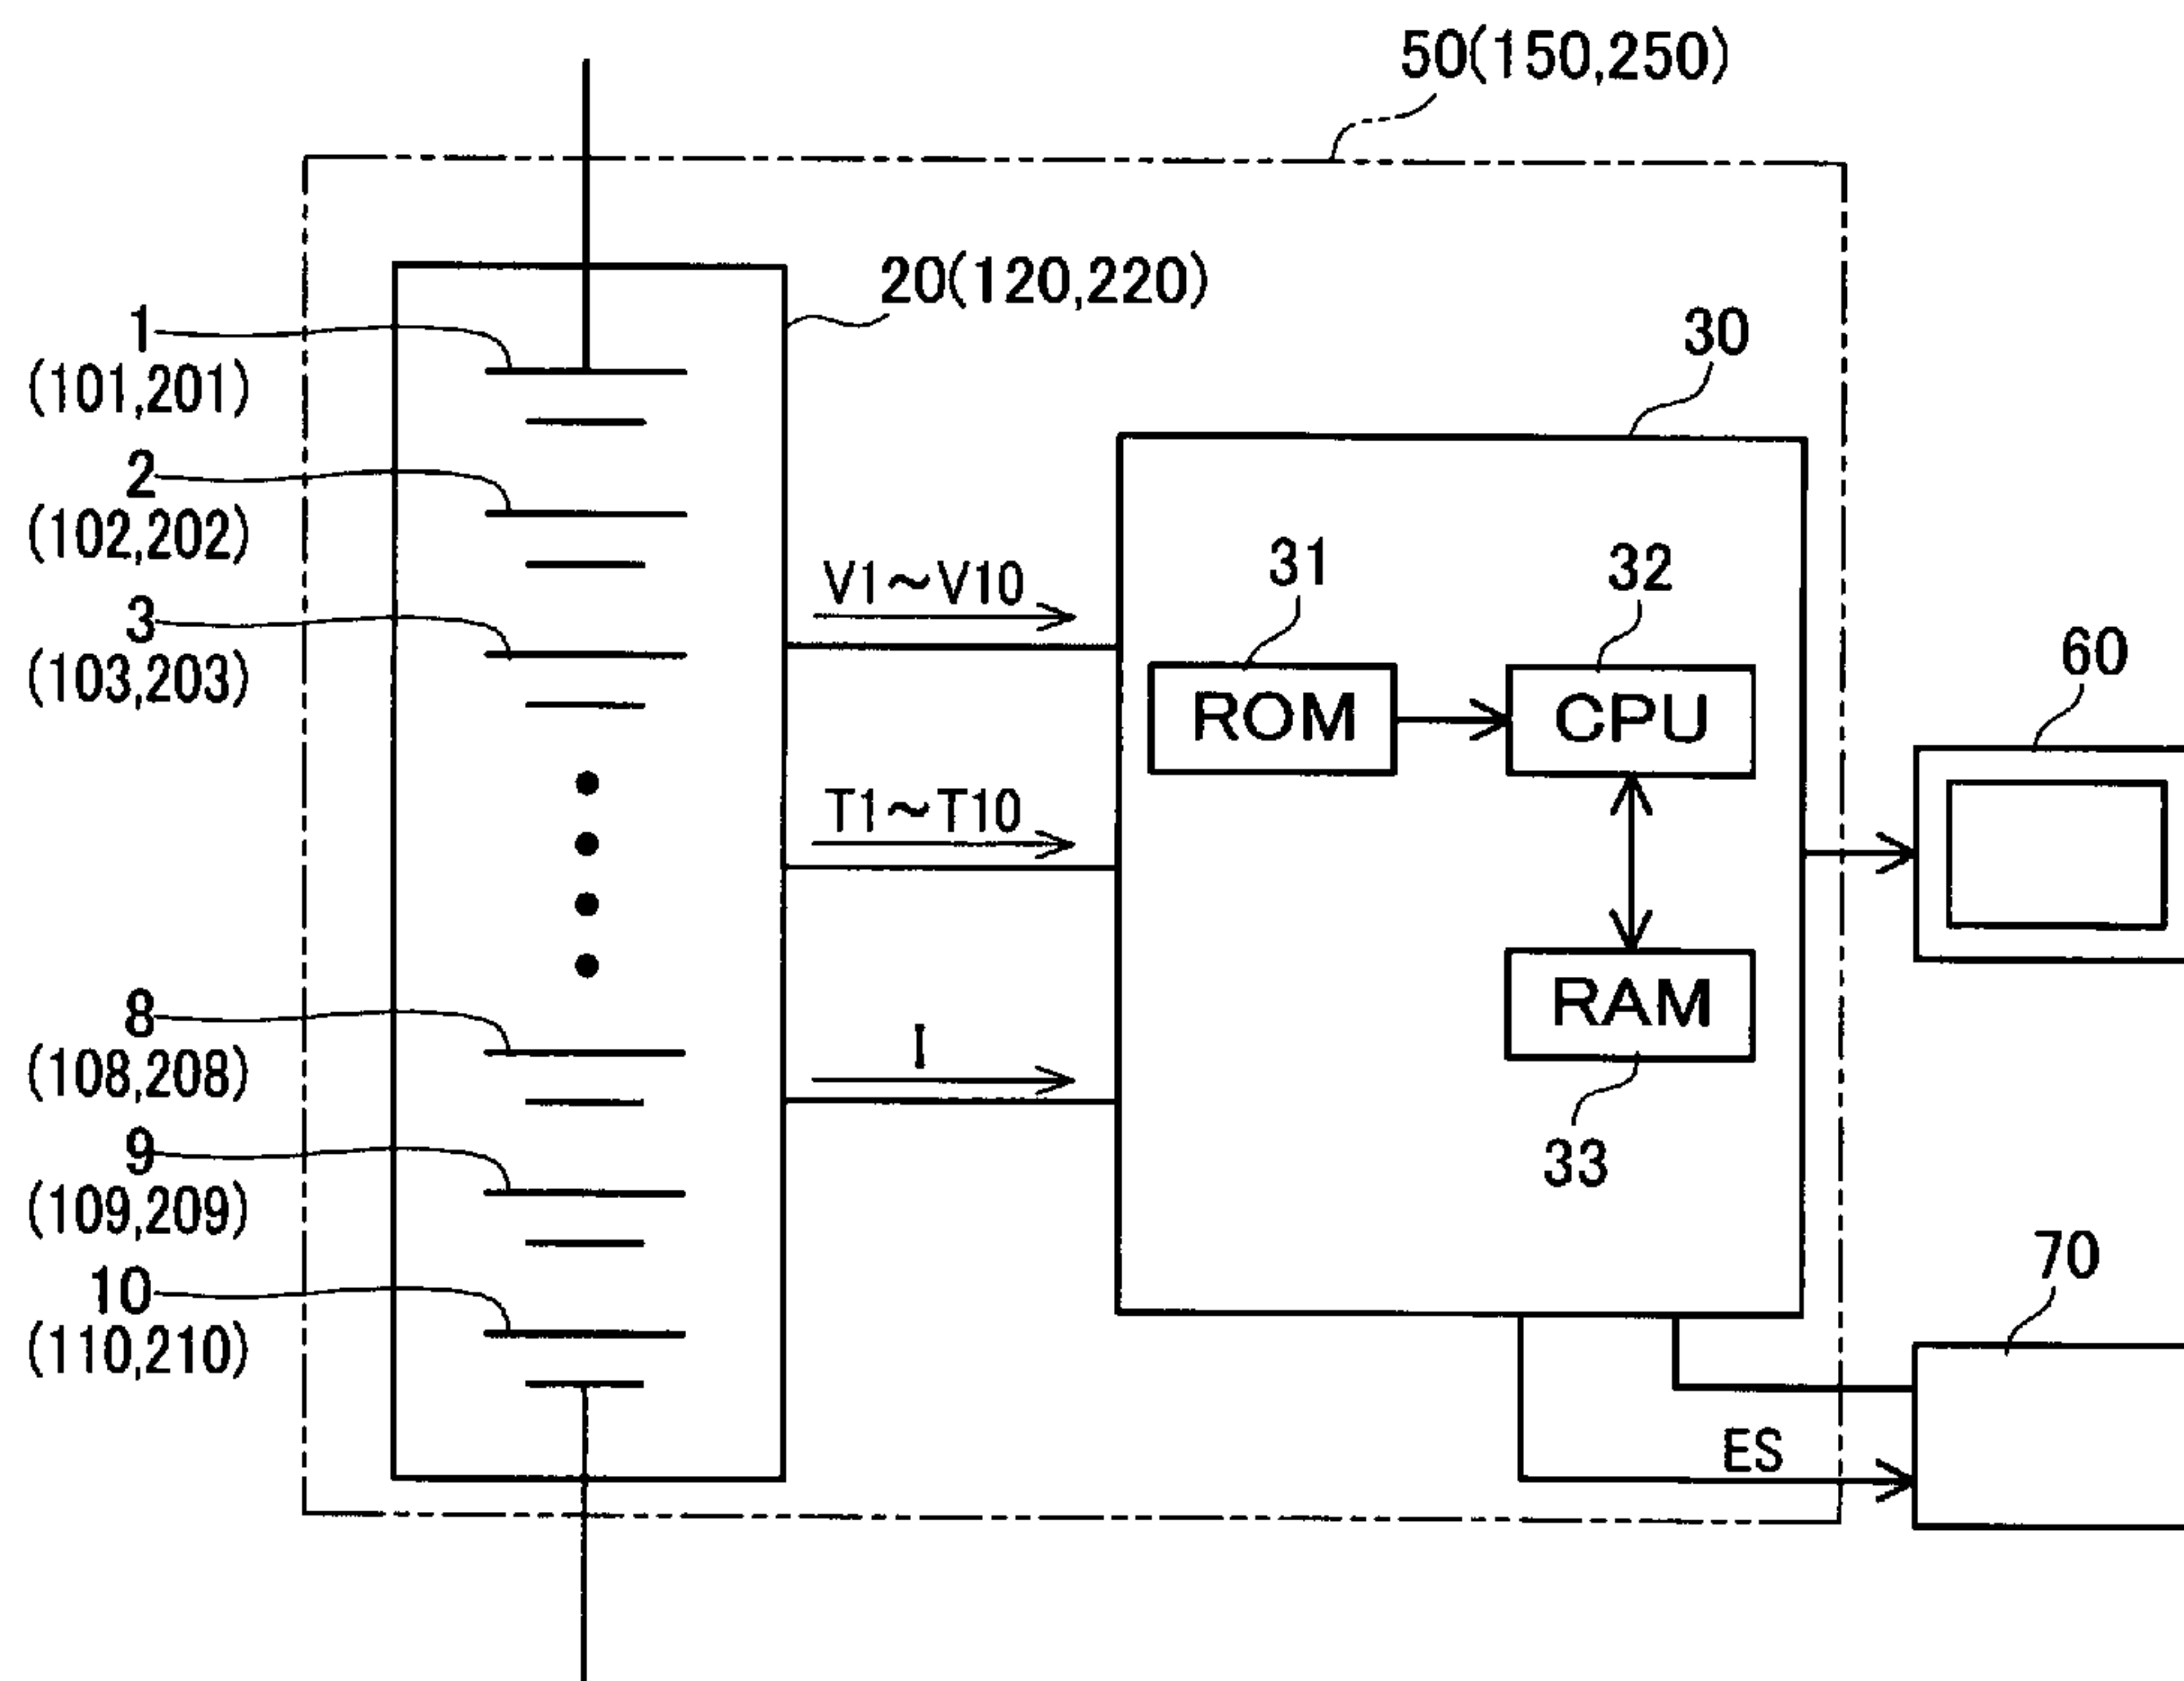 50(150,250)
20(120,220)
1
(101,201)
30
2
(102,202)
V1～V10
31
32
3
(103,203)
ROM
CPU
60
T1～T10
8
(108,208)
I
RAM
9
(109,209)
33
10
(110,210)
70
ES